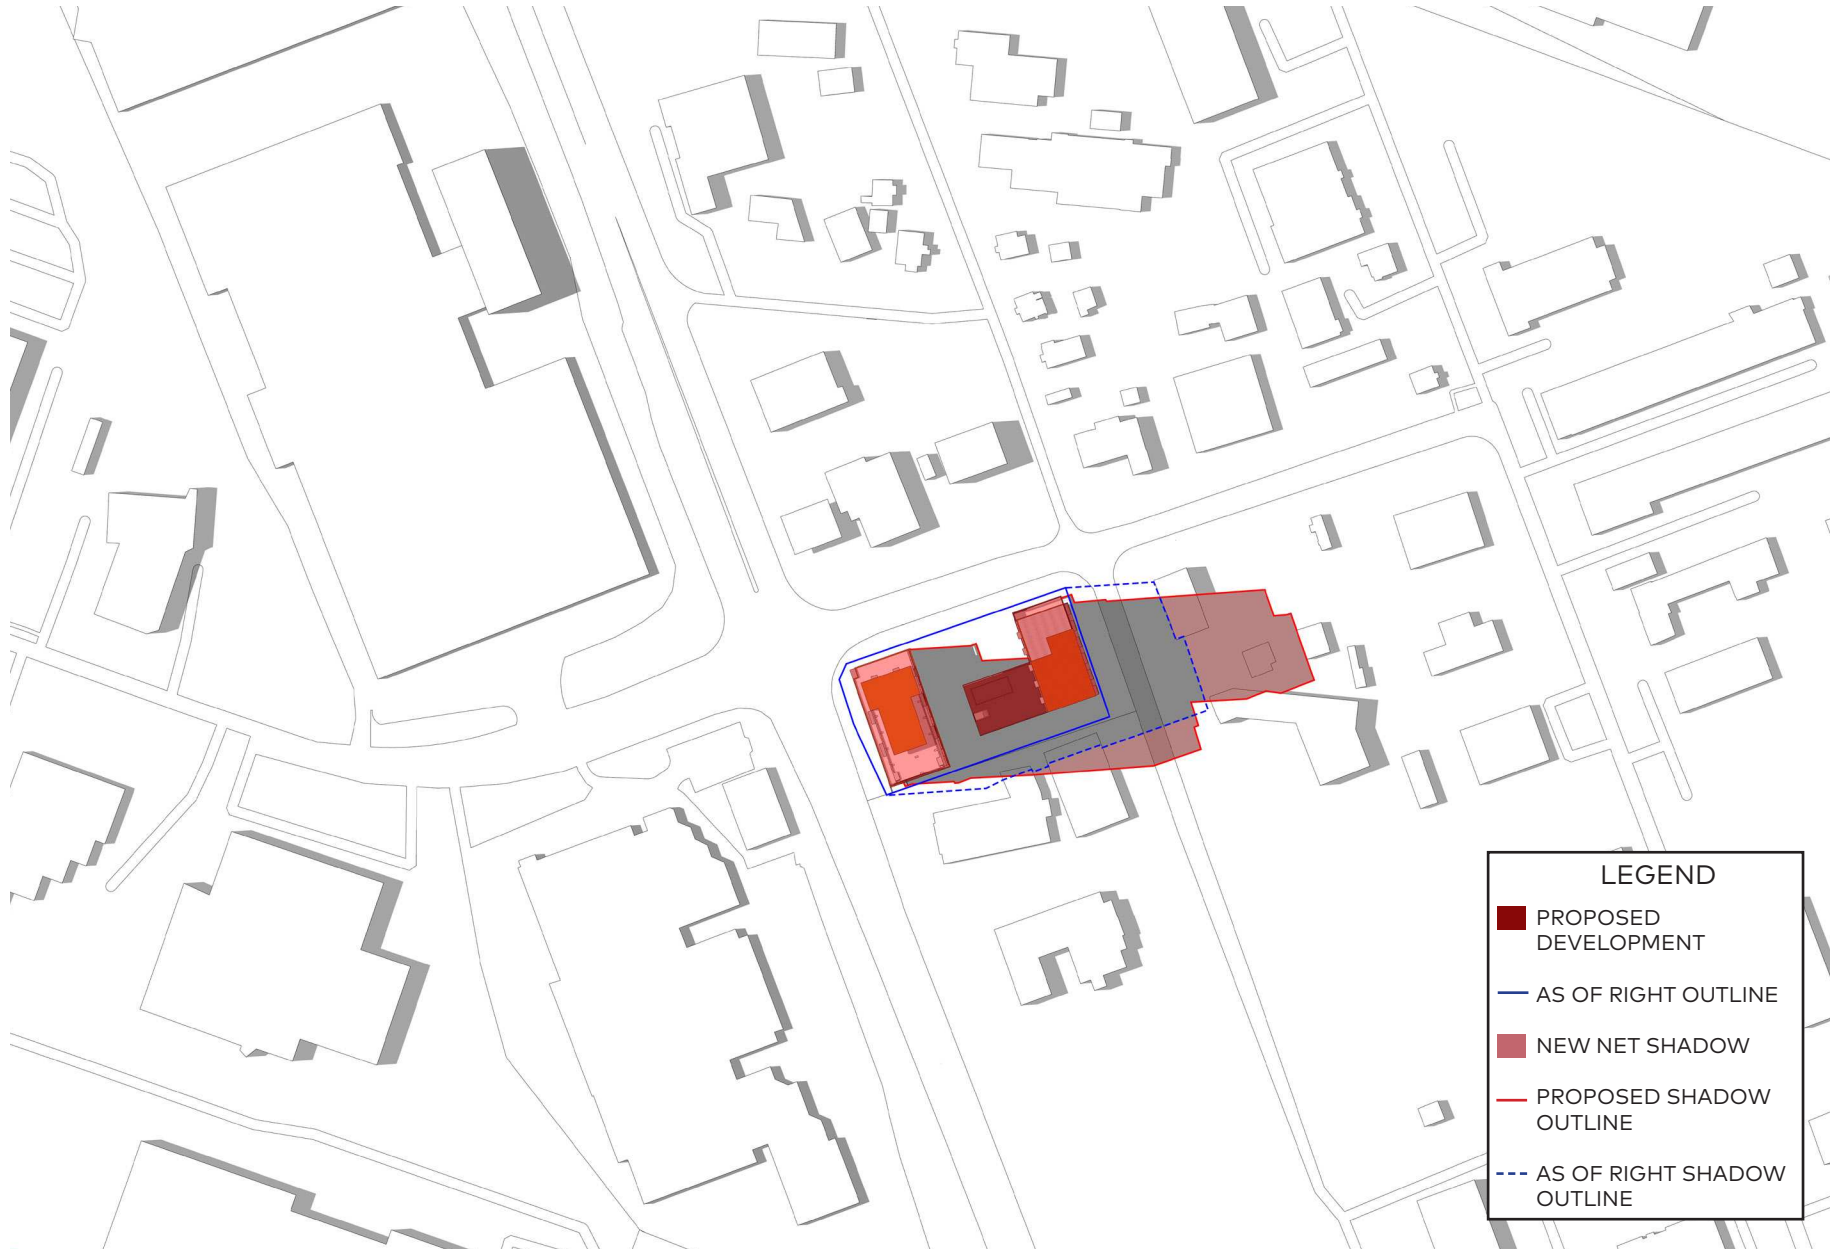 LEGEND
PROPOSED
DEVELOPMENT
AS OF RIGHT OUTLINE
NEW NET SHADOW
PROPOSED SHADOW
OUTLINE
AS OF RIGHT SHADOW
OUTLINE